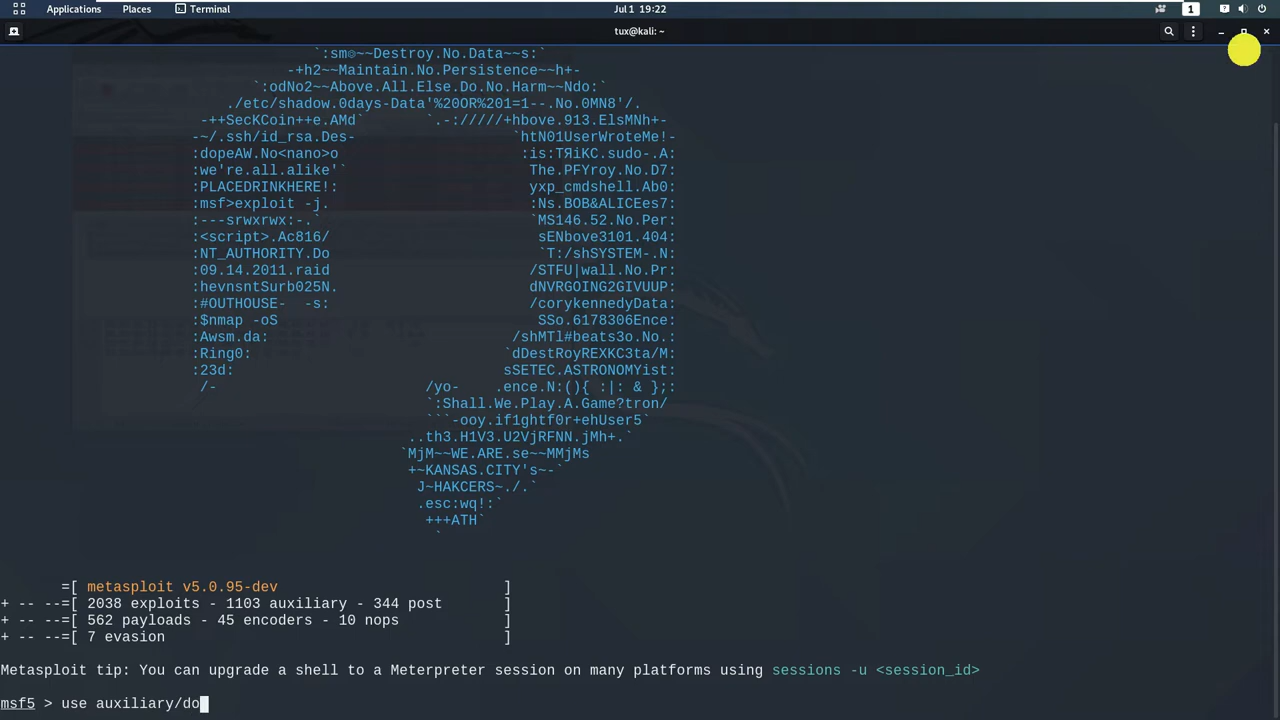 Applications Places Terminal Jul 1 19:22 1
tux@kali: ~
`:sm☺~~Destroy.No.Data~~s:`
-+h2~~Maintain.No.Persistence~~h+-
`:odNo2~~Above.All.Else.Do.No.Harm~~Ndo:`
./etc/shadow.0days-Data'%20OR%201=1--.No.0MN8'/.
-++SecKCoin++e.AMd` `.-://///+hbove.913.ElsMNh+-
-~/.ssh/id_rsa.Des- `htN01UserWroteMe!-
:dopeAW.No<nano>o :is:TЯiKC.sudo-.A:
:we're.all.alike'` The.PFYroy.No.D7:
:PLACEDRINKHERE!: yxp_cmdshell.Ab0:
:msf>exploit -j. :Ns.BOB&ALICEes7:
:---srwxrwx:-.` `MS146.52.No.Per:
:<script>.Ac816/ sENbove3101.404:
:NT_AUTHORITY.Do `T:/shSYSTEM-.N:
:09.14.2011.raid /STFU|wall.No.Pr:
:hevnsntSurb025N. dNVRGOING2GIVUUP:
:#OUTHOUSE- -s: /corykennedyData:
:$nmap -oS SSo.6178306Ence:
:Awsm.da: /shMTl#beats3o.No.:
:Ring0: `dDestRoyREXKC3ta/M:
:23d: sSETEC.ASTRONOMYist:
/- /yo- .ence.N:(){ :|: & };:
`:Shall.We.Play.A.Game?tron/
```-ooy.if1ghtf0r+ehUser5`
..th3.H1V3.U2VjRFNN.jMh+.`
`MjM~~WE.ARE.se~~MMjMs
+~KANSAS.CITY's~-`
J~HAKCERS~./.`
.esc:wq!:`
+++ATH`
`
=[ metasploit v5.0.95-dev ]
+ -- --=[ 2038 exploits - 1103 auxiliary - 344 post ]
+ -- --=[ 562 payloads - 45 encoders - 10 nops ]
+ -- --=[ 7 evasion ]
Metasploit tip: You can upgrade a shell to a Meterpreter session on many platforms using sessions -u <session_id>
msf5 > use auxiliary/do